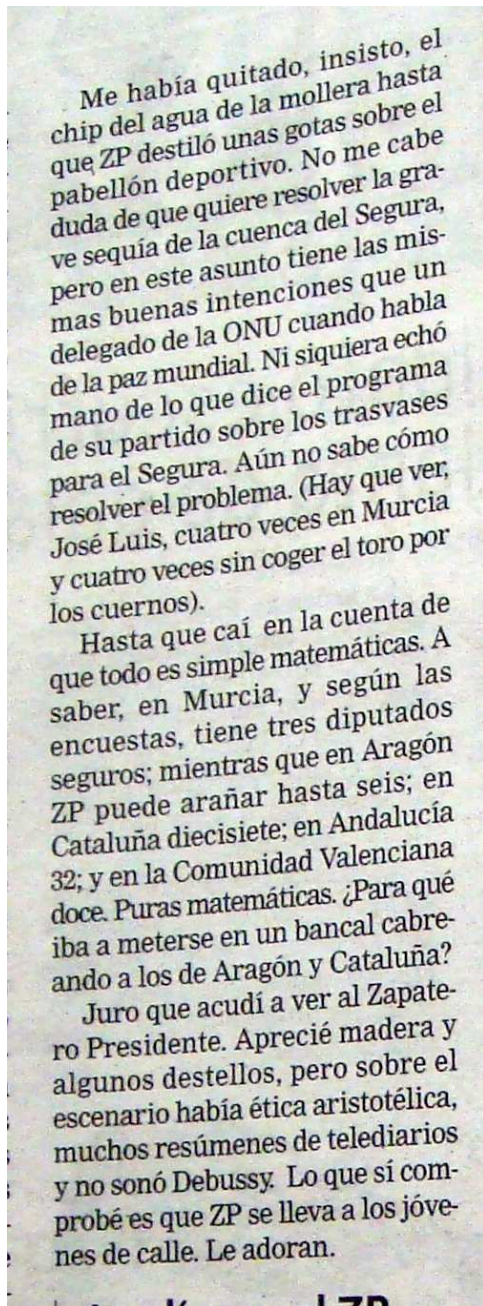 Me había quitado, insisto, el
chip del agua de la mollera hasta
que ZP destiló unas gotas sobre el
pabellón deportivo. No me cabe
duda de que quiere resolver la gra-
ve sequía de la cuenca del Segura,
pero en este asunto tiene las mis-
mas buenas intenciones que un
delegado de la ONU cuando habla
de la paz mundial. Ni siquiera echó
mano de lo que dice el programa
de su partido sobre los trasvases
para el Segura. Aún no sabe cómo
resolver el problema. (Hay que ver,
José Luis, cuatro veces en Murcia
y cuatro veces sin coger el toro por
los cuernos).
Hasta que caí en la cuenta de
que todo es simple matemáticas. A
saber, en Murcia, y según las
encuestas, tiene tres diputados
seguros; mientras que en Aragón
ZP puede arañar hasta seis; en
Cataluña diecisiete; en Andalucía
32; y en la Comunidad Valenciana
doce. Puras matemáticas. ¿Para qué
iba a meterse en un bancal cabre-
ando a los de Aragón y Cataluña?
Juro que acudí a ver al Zapate-
ro Presidente. Aprecié madera y
algunos destellos, pero sobre el
escenario había ética aristotélica,
muchos resúmenes de telediarios
y no sonó Debussy. Lo que sí com-
probé es que ZP se lleva a los jóve-
nes de calle. Le adoran.
ZP